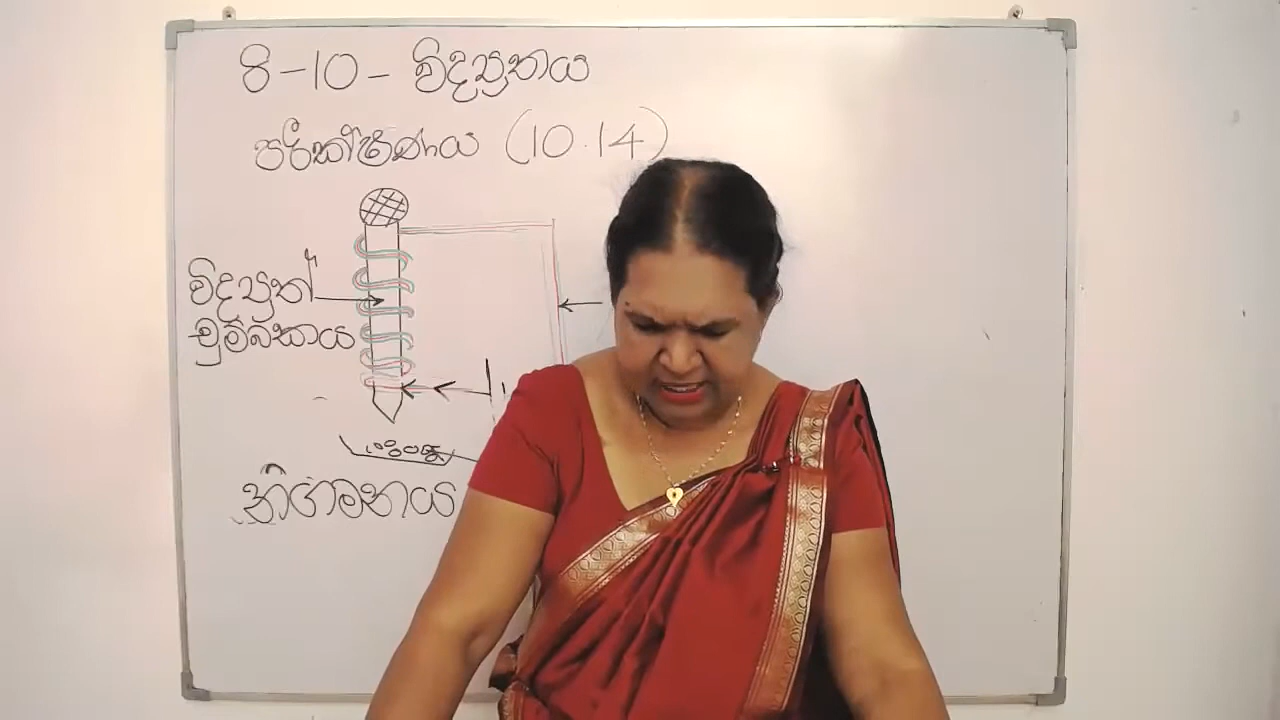 8-10 - විද්‍යුතය
පරීක්ෂණය (10.14)
විද්‍යුත්
චුම්බකය
නිගමනය